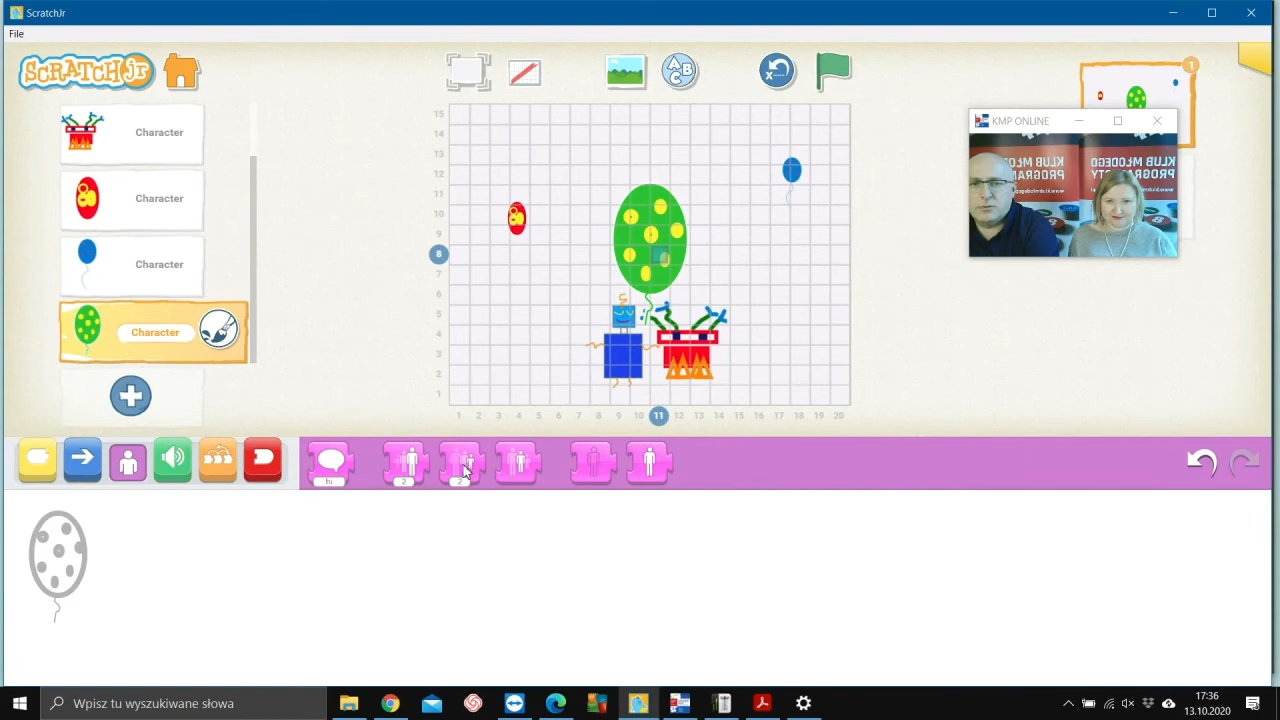 ScratchJr
File
SCRATCHJr
A
B
C
x
1
KMP ONLINE
KLUB MŁODEGO
PROGRAMISTY
KLUB MŁODEGO
Character
Character
Character
Character
15
14
13
12
11
10
9
8
7
6
5
4
3
2
1
1 2 3 4 5 6 7 8 9 10 11 12 13 14 15 16 17 18 19 20
hi
2
2
Wpisz tu wyszukiwane słowa
17:36
13.10.2020